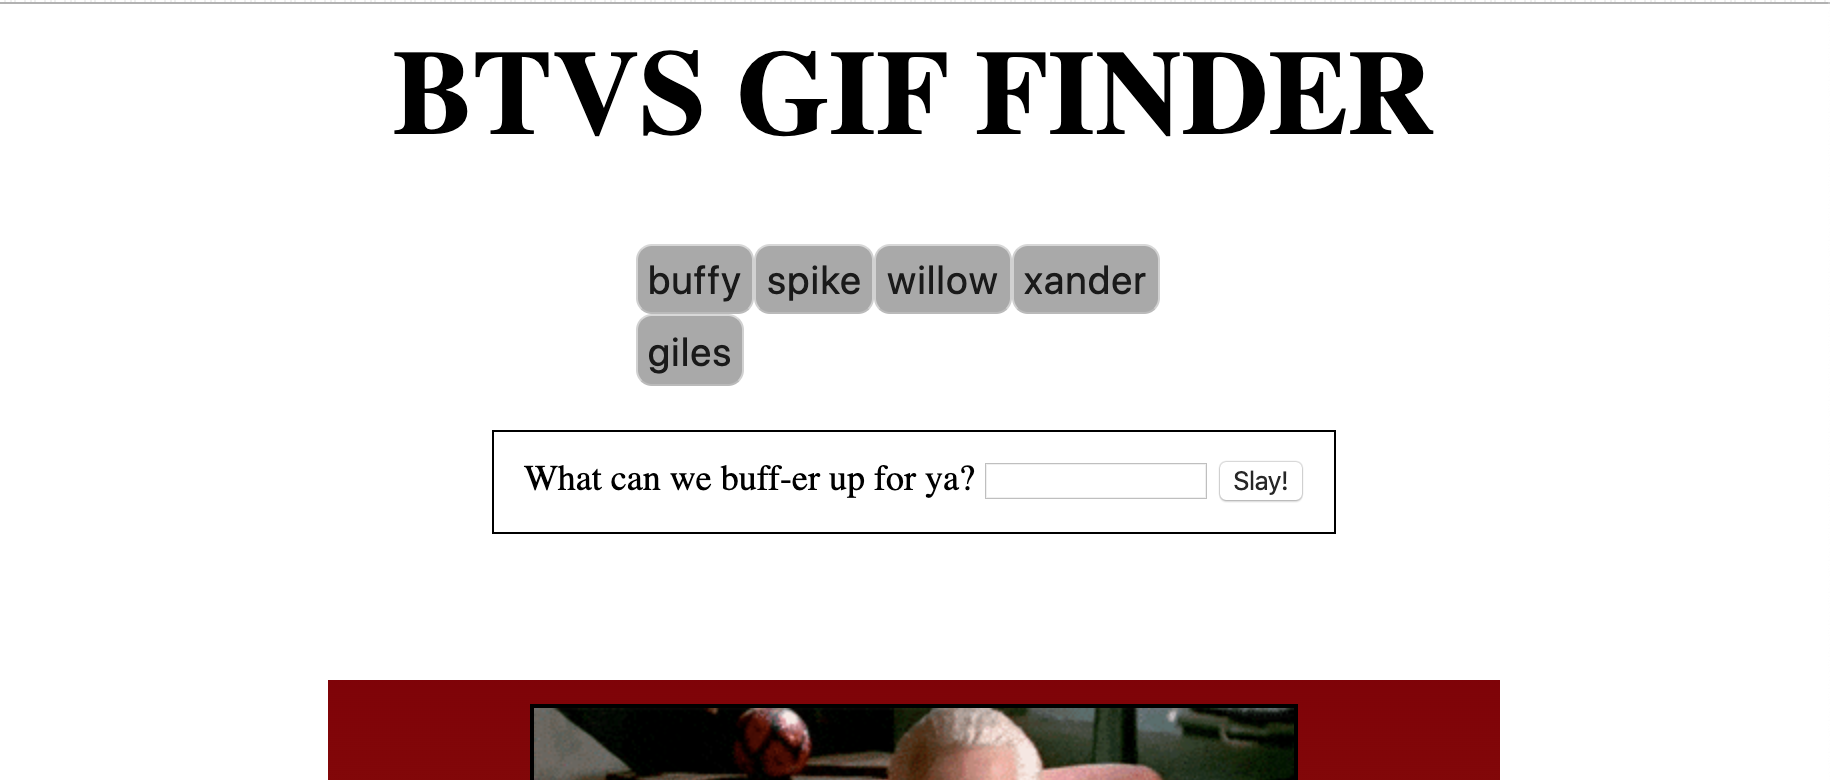 BTVS GIF FINDER
buffy spike willow xander
giles
What can we buff-er up for ya? Slay!